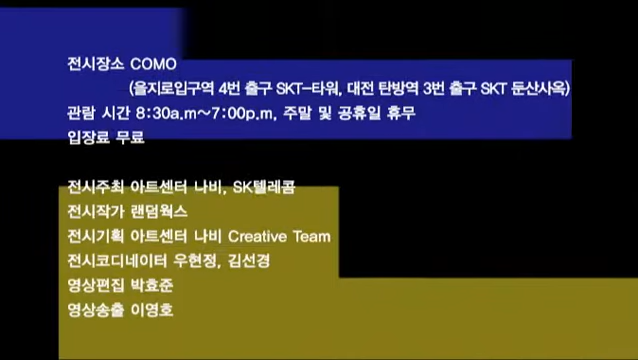 전시장소 COMO
(을지로입구역 4번 출구 SKT-타워, 대전 탄방역 3번 출구 SKT 둔산사옥)
관람 시간 8:30a.m~7:00p.m, 주말 및 공휴일 휴무
입장료 무료
전시주최 아트센터 나비, SK텔레콤
전시작가 랜덤웍스
전시기획 아트센터 나비 Creative Team
전시코디네이터 우현정, 김선경
영상편집 박효준
영상송출 이영호